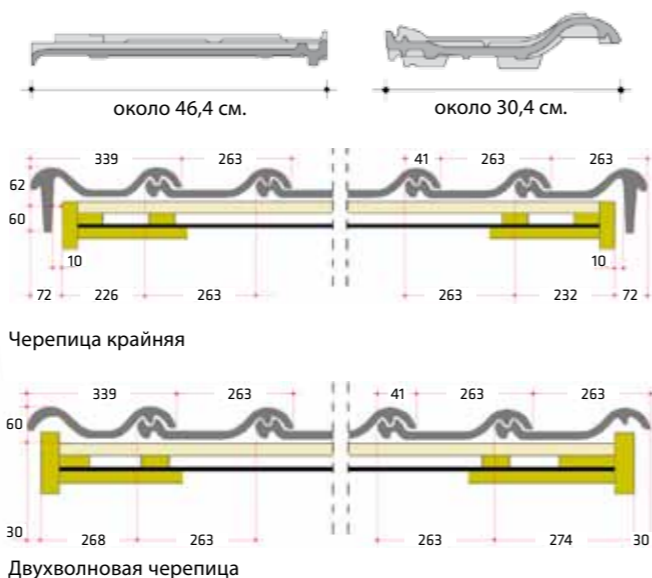 около 46,4 см. около 30,4 см.
339 263 41 263 263
62
60
10 10
72 226 263 263 232 72
Черепица крайняя
339 263 41 263 263
60
30 268 263 263 274 30
Двухволновая черепица